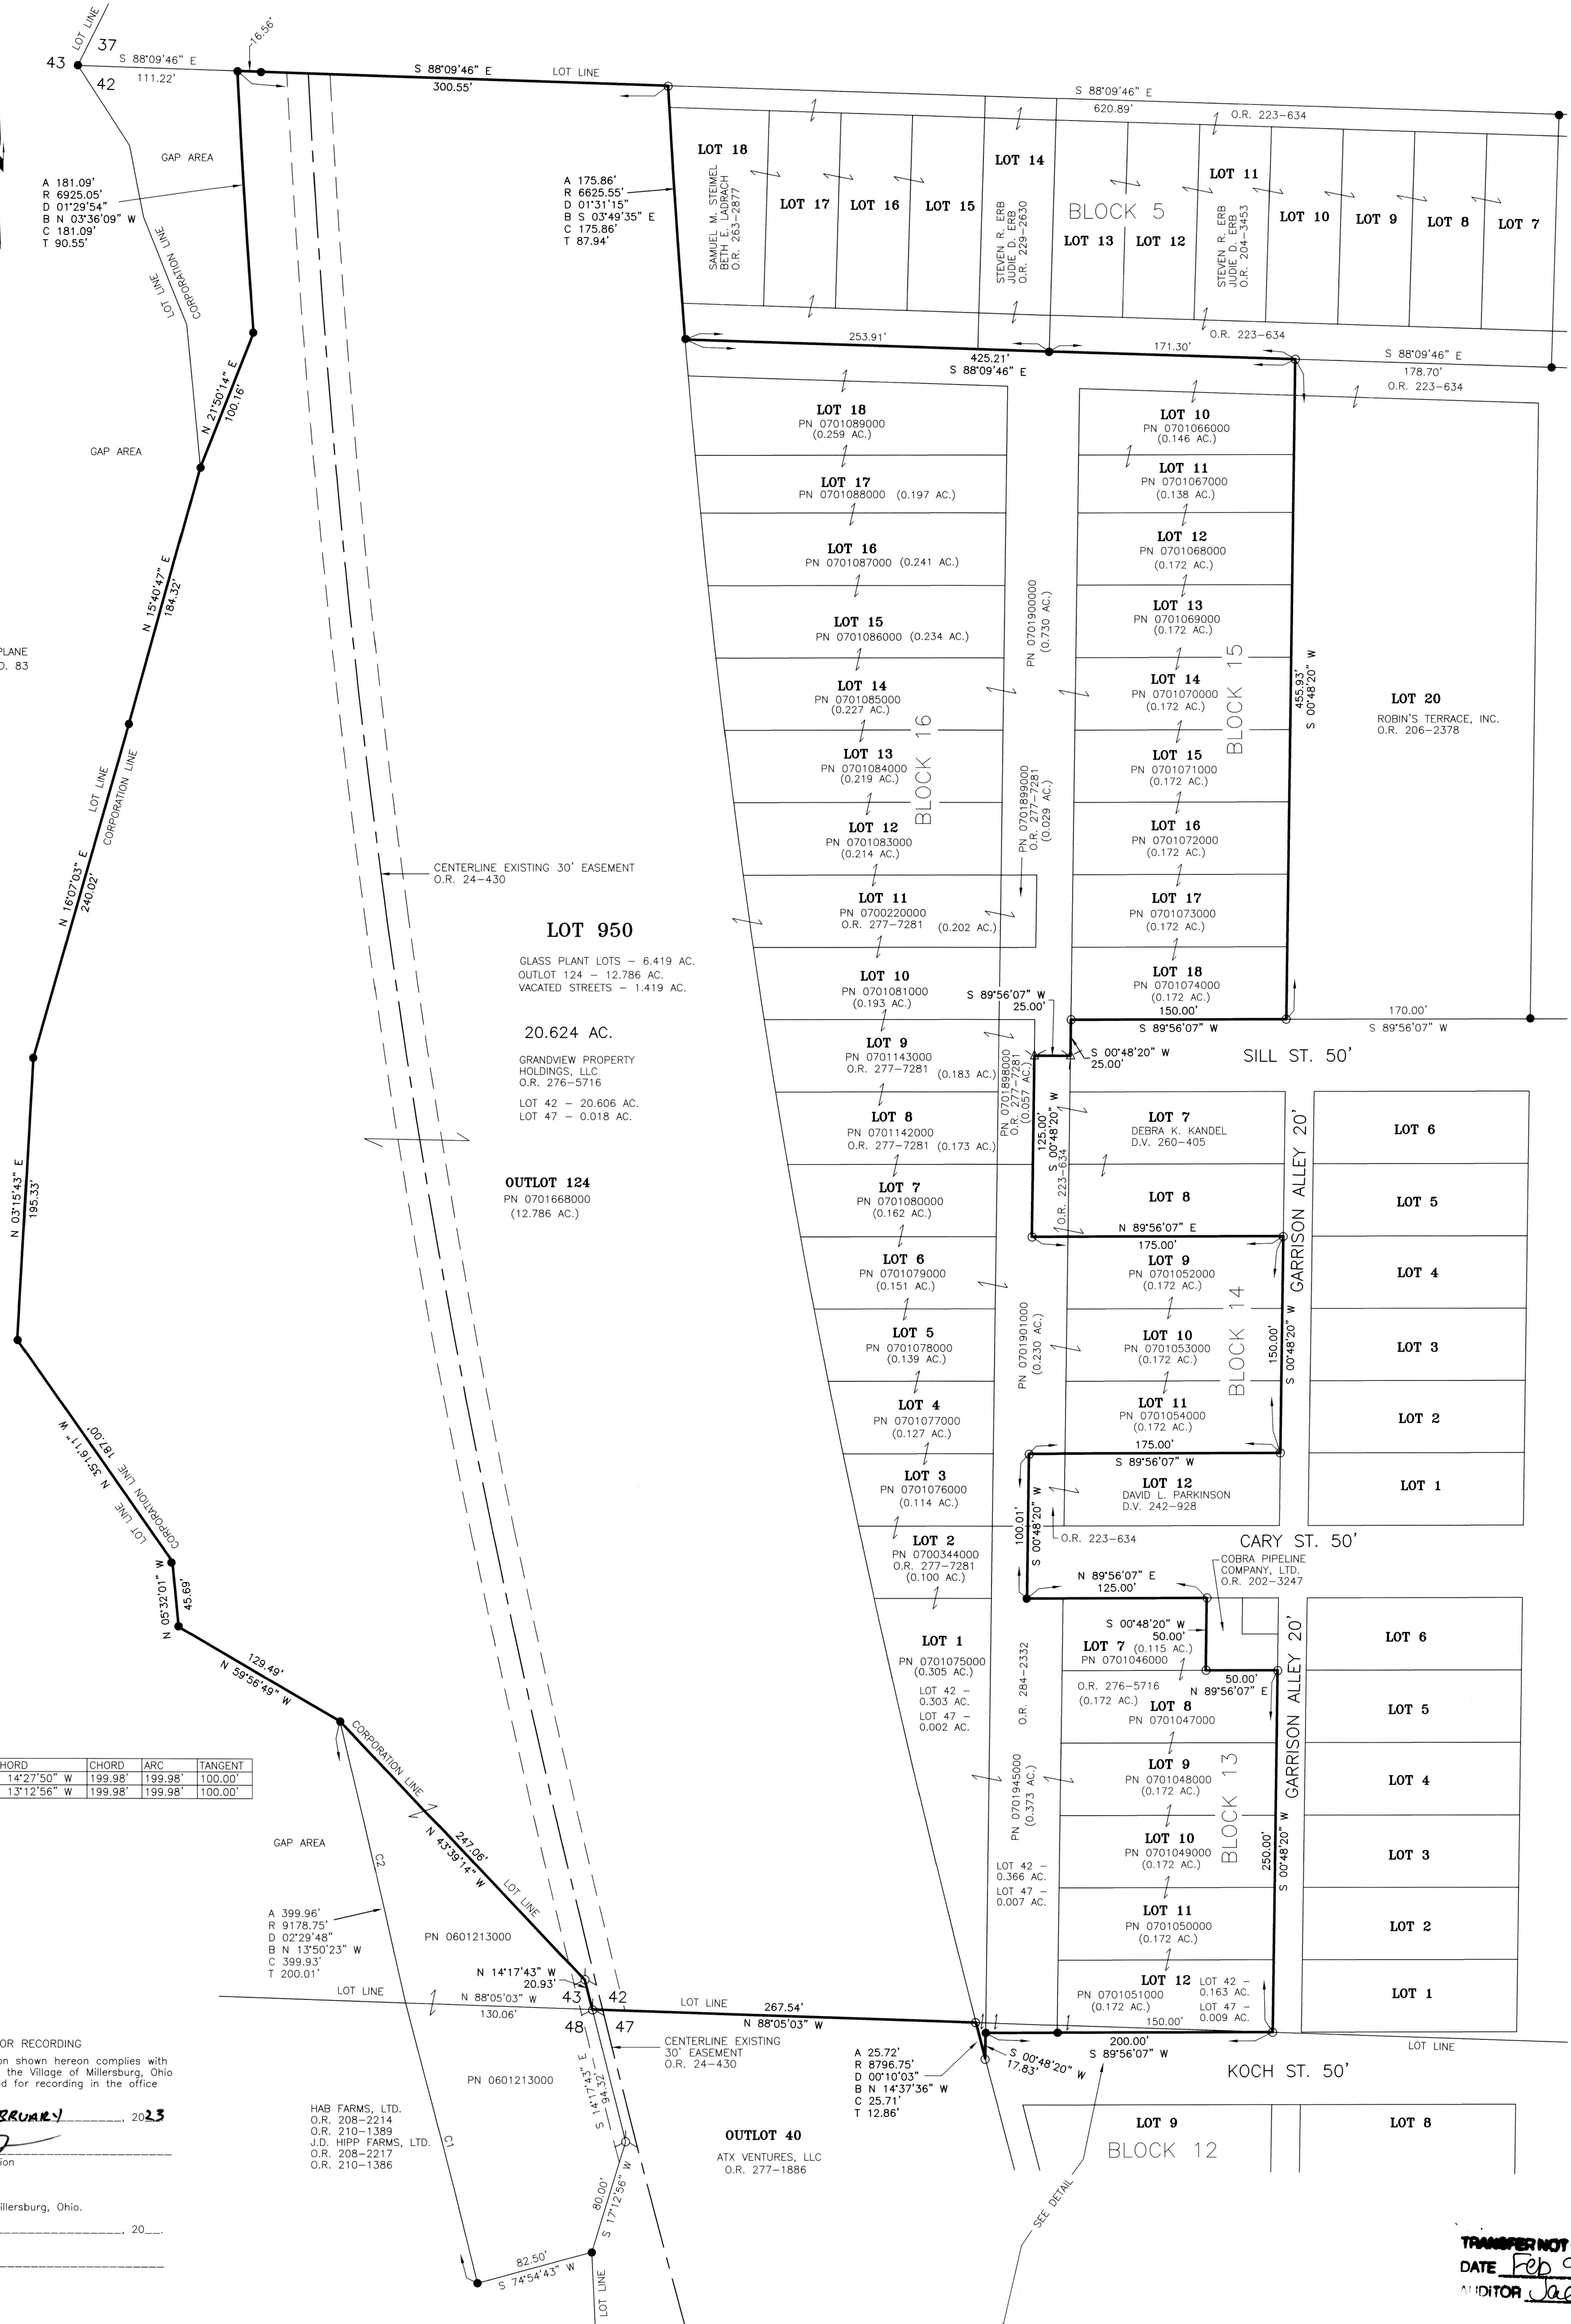 LOT LINE
37
43
42
S 88°09'46" E
111.22'
16.56'
S 88°09'46" E
300.55'
LOT LINE
S 88°09'46" E
620.89'
O.R. 223-634
GAP AREA
A 181.09'
R 6925.05'
D 01°29'54"
B N 03°36'09" W
C 181.09'
T 90.55'
A 175.86'
R 6625.55'
D 01°31'15"
B S 03°49'35" E
C 175.86'
T 87.94'
LOT LINE
CORPORATION LINE
LOT 18
SAMUEL M. STEIMEL
BETH E. LADRACH
O.R. 263-2877
LOT 17
LOT 16
LOT 15
LOT 14
STEVEN R. ERB
JUDIE D. ERB
O.R. 229-2630
BLOCK 5
LOT 13
LOT 12
LOT 11
STEVEN R. ERB
JUDIE D. ERB
O.R. 204-3453
LOT 10
LOT 9
LOT 8
LOT 7
O.R. 223-634
253.91'
171.30'
425.21'
S 88°09'46" E
S 88°09'46" E
178.70'
O.R. 223-634
N 21°50'14" E
100.16'
GAP AREA
N 15°40'47" E
184.32'
PLANE
O. 83
LOT LINE
CORPORATION LINE
N 16°07'03" E
240.02'
N 03°15'43" E
195.33'
N 35°16'11" W
187.00'
LOT LINE
CORPORATION LINE
N 05°32'01" W
45.69'
129.49'
N 59°56'49" W
CENTERLINE EXISTING 30' EASEMENT
O.R. 24-430
LOT 950
GLASS PLANT LOTS - 6.419 AC.
OUTLOT 124 - 12.786 AC.
VACATED STREETS - 1.419 AC.
20.624 AC.
GRANDVIEW PROPERTY
HOLDINGS, LLC
O.R. 276-5716
LOT 42 - 20.606 AC.
LOT 47 - 0.018 AC.
OUTLOT 124
PN 0701668000
(12.786 AC.)
LOT 18
PN 0701089000
(0.259 AC.)
LOT 17
PN 0701088000 (0.197 AC.)
LOT 16
PN 0701087000 (0.241 AC.)
LOT 15
PN 0701086000 (0.234 AC.)
LOT 14
PN 0701085000
(0.227 AC.)
LOT 13
PN 0701084000
(0.219 AC.)
BLOCK 16
LOT 12
PN 0701083000
(0.214 AC.)
LOT 11
PN 0700220000
O.R. 277-7281 (0.202 AC.)
LOT 10
PN 0701081000
(0.193 AC.)
LOT 9
PN 0701143000
O.R. 277-7281 (0.183 AC.)
LOT 8
PN 0701142000
O.R. 277-7281 (0.173 AC.)
LOT 7
PN 0701080000
(0.162 AC.)
LOT 6
PN 0701079000
(0.151 AC.)
LOT 5
PN 0701078000
(0.139 AC.)
LOT 4
PN 0701077000
(0.127 AC.)
LOT 3
PN 0701076000
(0.114 AC.)
LOT 2
PN 0700344000
O.R. 277-7281
(0.100 AC.)
LOT 1
PN 0701075000
(0.305 AC.)
LOT 42 -
0.303 AC.
LOT 47 -
0.002 AC.
PN 0701900000
(0.730 AC.)
PN 0701899000
O.R. 277-7281
(0.029 AC.)
PN 0701898000
O.R. 277-7281
(0.057 AC.)
PN 0701901000
(0.230 AC.)
O.R. 284-2332
PN 0701945000
(0.373 AC.)
LOT 42 -
0.366 AC.
LOT 47 -
0.007 AC.
LOT 10
PN 0701066000
(0.146 AC.)
LOT 11
PN 0701067000
(0.138 AC.)
LOT 12
PN 0701068000
(0.172 AC.)
LOT 13
PN 0701069000
(0.172 AC.)
LOT 14
PN 0701070000
(0.172 AC.)
BLOCK 15
LOT 15
PN 0701071000
(0.172 AC.)
LOT 16
PN 0701072000
(0.172 AC.)
LOT 17
PN 0701073000
(0.172 AC.)
LOT 18
PN 0701074000
(0.172 AC.)
455.93'
S 00°48'20" W
LOT 20
ROBIN'S TERRACE, INC.
O.R. 206-2378
150.00'
S 89°56'07" W
170.00'
S 89°56'07" W
S 89°56'07" W
25.00'
S 00°48'20" W
25.00'
SILL ST. 50'
125.00'
S 00°48'20" W
O.R. 223-634
LOT 7
DEBRA K. KANDEL
D.V. 260-405
LOT 8
N 89°56'07" E
175.00'
LOT 9
PN 0701052000
(0.172 AC.)
LOT 10
PN 0701053000
(0.172 AC.)
BLOCK 14
LOT 11
PN 0701054000
(0.172 AC.)
150.00'
S 00°48'20" W
GARRISON ALLEY 20'
175.00'
S 89°56'07" W
LOT 12
DAVID L. PARKINSON
D.V. 242-928
100.01'
S 00°48'20" W
O.R. 223-634
LOT 6
LOT 5
LOT 4
LOT 3
LOT 2
LOT 1
CARY ST. 50'
COBRA PIPELINE
COMPANY, LTD.
O.R. 202-3247
N 89°56'07" E
125.00'
S 00°48'20" W
50.00'
LOT 7 (0.115 AC.)
PN 0701046000
50.00'
N 89°56'07" E
O.R. 276-5716
(0.172 AC.)
LOT 8
PN 0701047000
LOT 9
PN 0701048000
(0.172 AC.)
BLOCK 13
LOT 10
PN 0701049000
(0.172 AC.)
LOT 11
PN 0701050000
(0.172 AC.)
LOT 12
PN 0701051000
(0.172 AC.)
LOT 42 -
0.163 AC.
LOT 47 -
0.009 AC.
250.00'
S 00°48'20" W
GARRISON ALLEY 20'
LOT 6
LOT 5
LOT 4
LOT 3
LOT 2
LOT 1
150.00'
200.00'
S 89°56'07" W
LOT LINE
KOCH ST. 50'
S 00°48'20" W
17.83'
A 25.72'
R 8796.75'
D 00°10'03"
B N 14°37'36" W
C 25.71'
T 12.86'
LOT 9
BLOCK 12
LOT 8
SEE DETAIL
OUTLOT 40
ATX VENTURES, LLC
O.R. 277-1886
HORD CHORD ARC TANGENT
14°27'50" W 199.98' 199.98' 100.00'
13°12'56" W 199.98' 199.98' 100.00'
CORPORATION LINE
247.06'
N 43°39'14" W
LOT LINE
GAP AREA
C2
A 399.96'
R 9178.75'
D 02°29'48"
B N 13°50'23" W
C 399.93'
T 200.01'
PN 0601213000
N 14°17'43" W
20.93'
LOT LINE
N 88°05'03" W
130.06'
43
42
48
47
LOT LINE
267.54'
N 88°05'03" W
CENTERLINE EXISTING
30' EASEMENT
O.R. 24-430
PN 0601213000
S 14°17'43" E
94.32'
HAB FARMS, LTD.
O.R. 208-2214
O.R. 210-1389
J.D. HIPP FARMS, LTD.
O.R. 208-2217
O.R. 210-1386
C1
80.00'
S 17°12'56" W
82.50'
S 74°54'43" W
LOT LINE
OR RECORDING
on shown hereon complies with
the Village of Millersburg, Ohio
ed for recording in the office
BRUARY, 2023
ion
illersburg, Ohio.
, 20__.
TRANSFER NOT
DATE Feb
AUDITOR